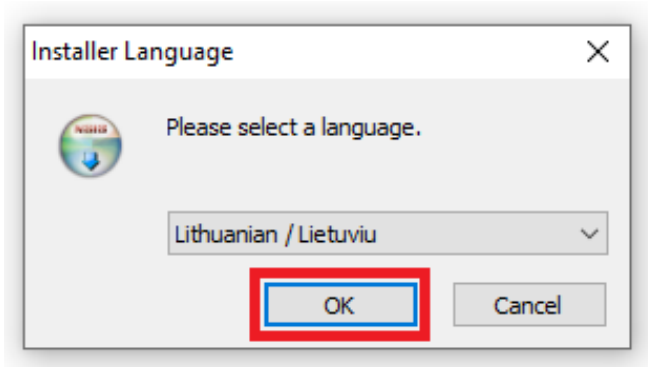 Installer Language
Please select a language.
Lithuanian / Lietuviu
OK
Cancel